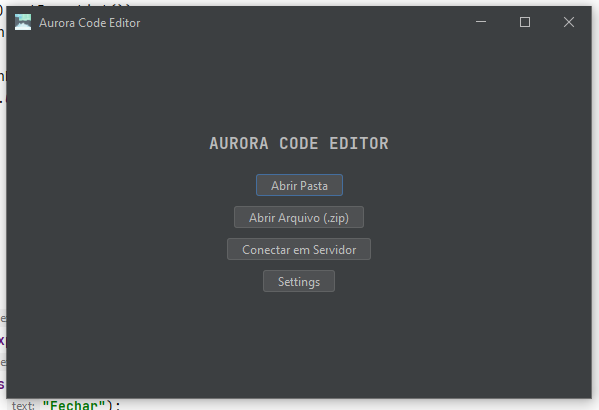 Aurora Code Editor
AURORA CODE EDITOR
Abrir Pasta
Abrir Arquivo (.zip)
Conectar em Servidor
Settings
text: "Fechar");